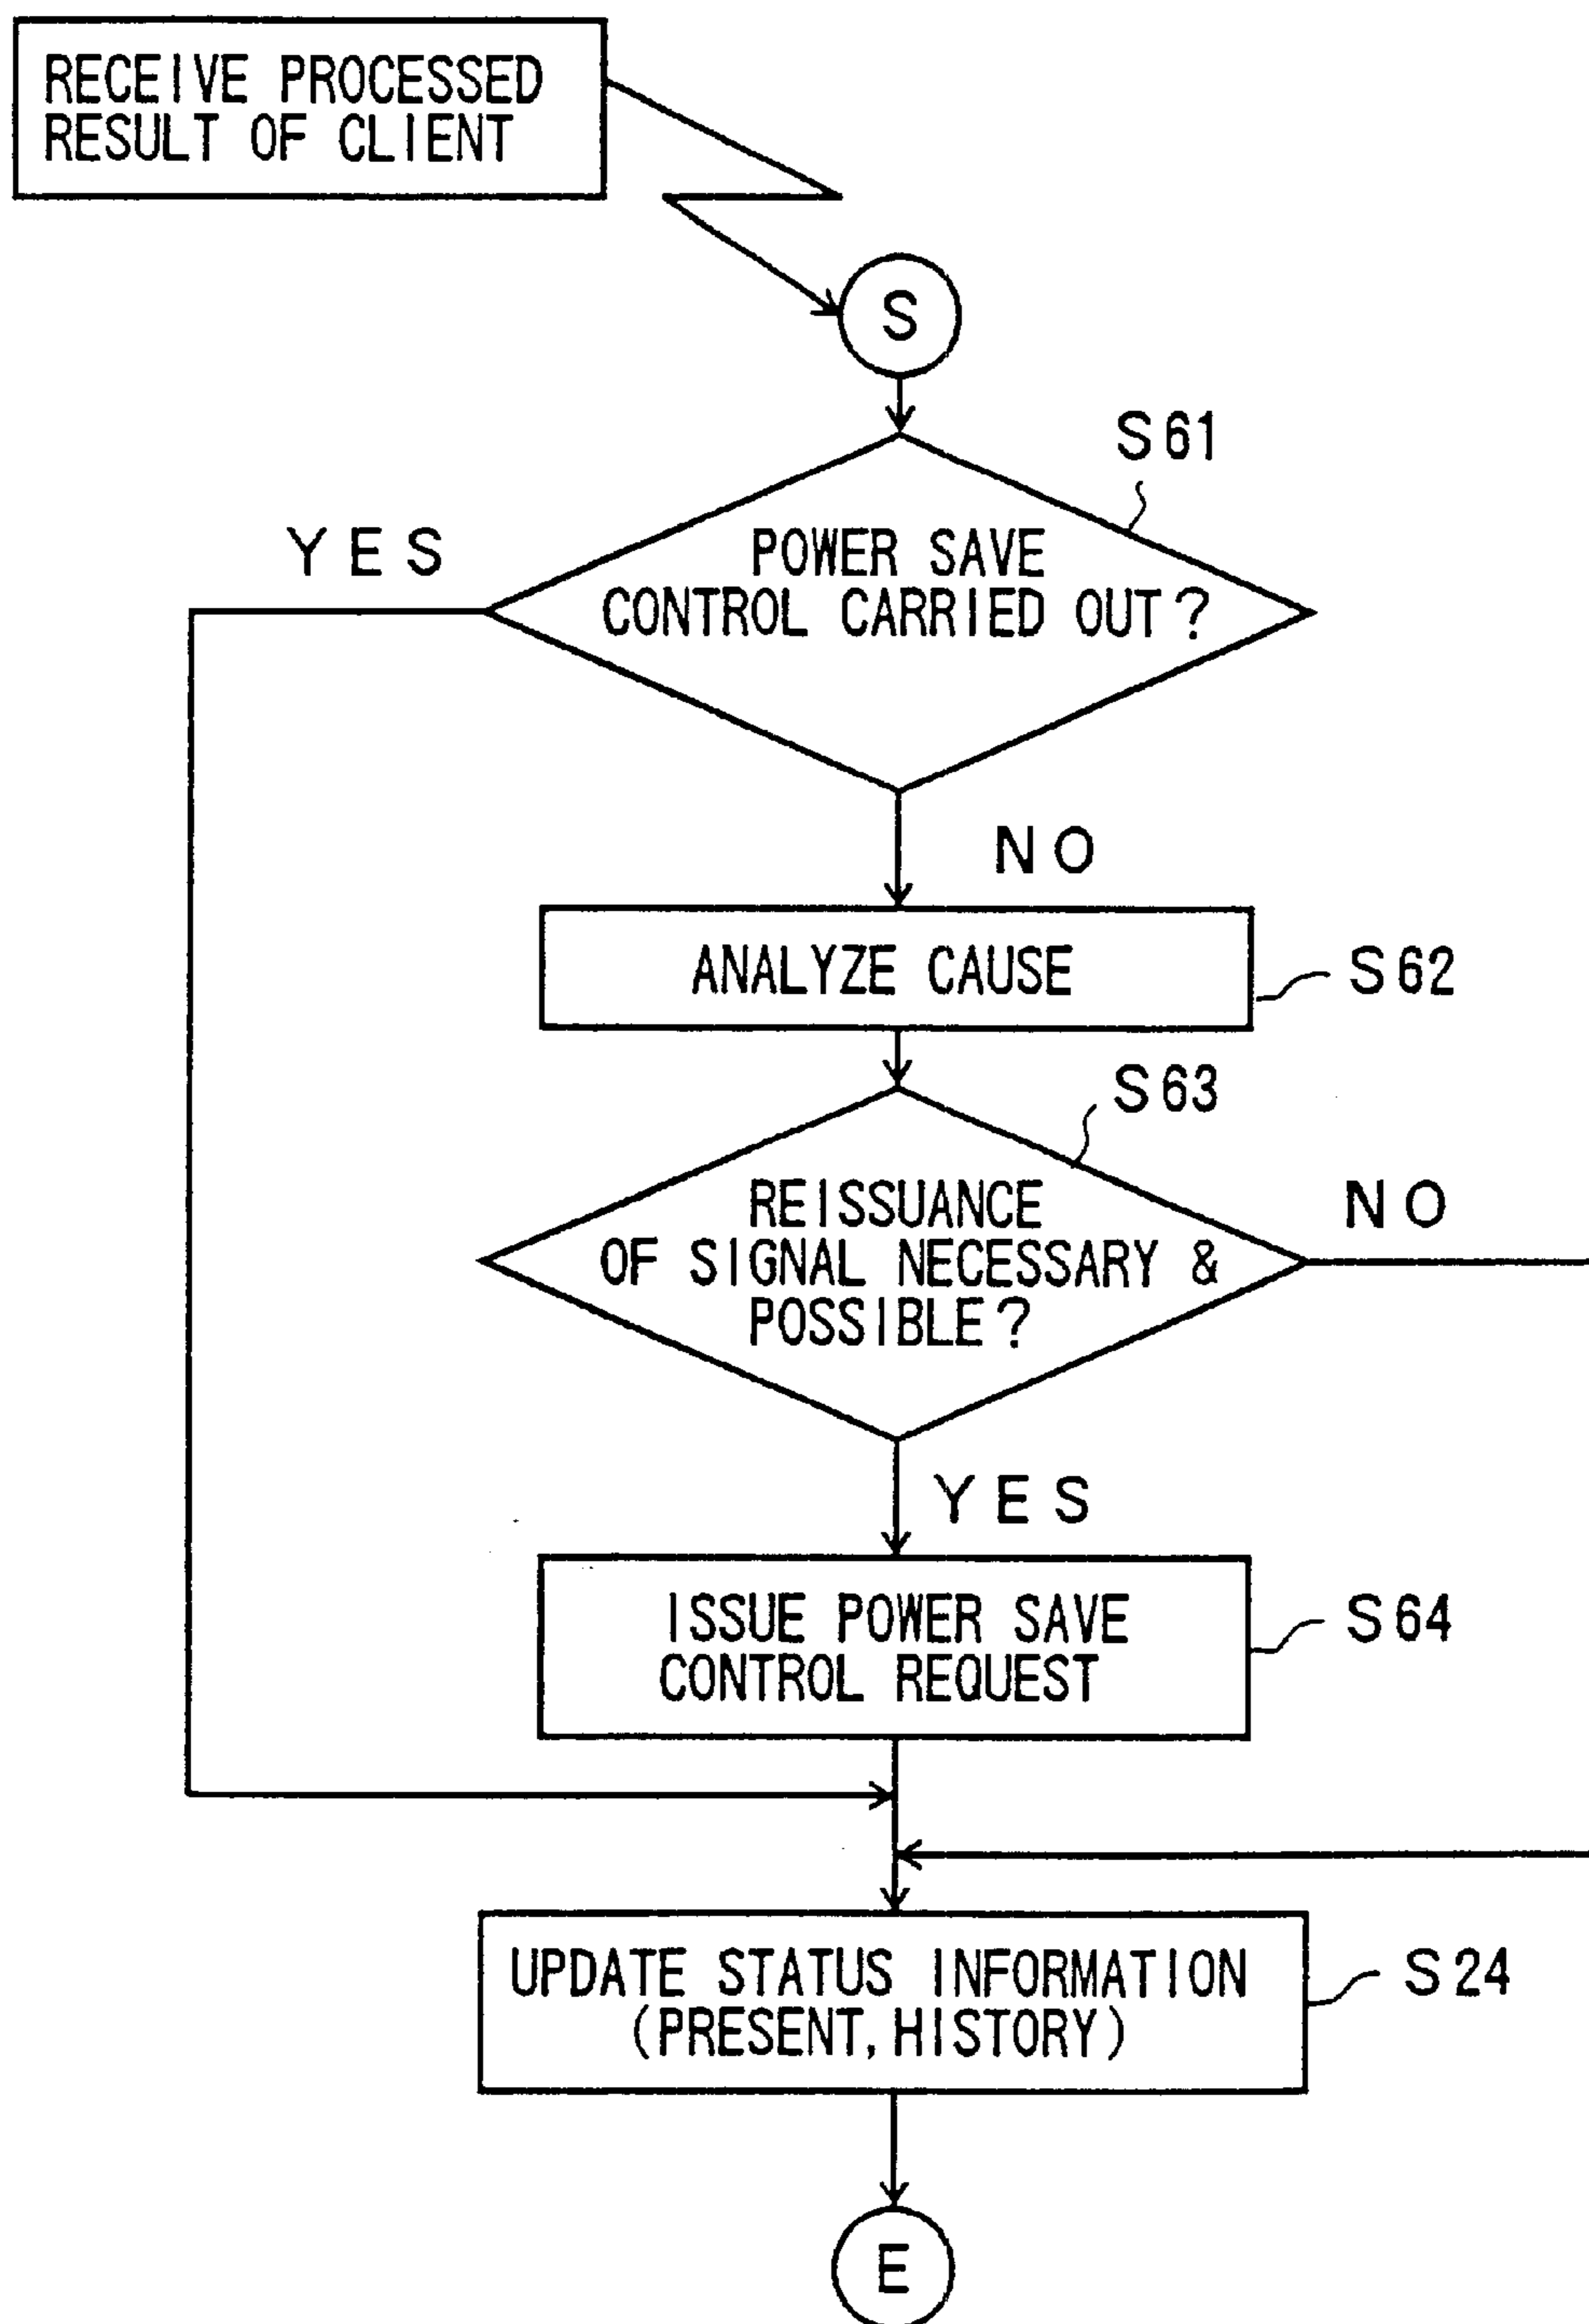 RECEIVE PROCESSED
RESULT OF CLIENT
S
S61
YES
POWER SAVE
CONTROL CARRIED OUT?
NO
ANALYZE CAUSE
S62
S63
REISSUANCE
OF SIGNAL NECESSARY &
POSSIBLE?
NO
YES
ISSUE POWER SAVE
CONTROL REQUEST
S64
UPDATE STATUS INFORMATION
(PRESENT, HISTORY)
S24
E